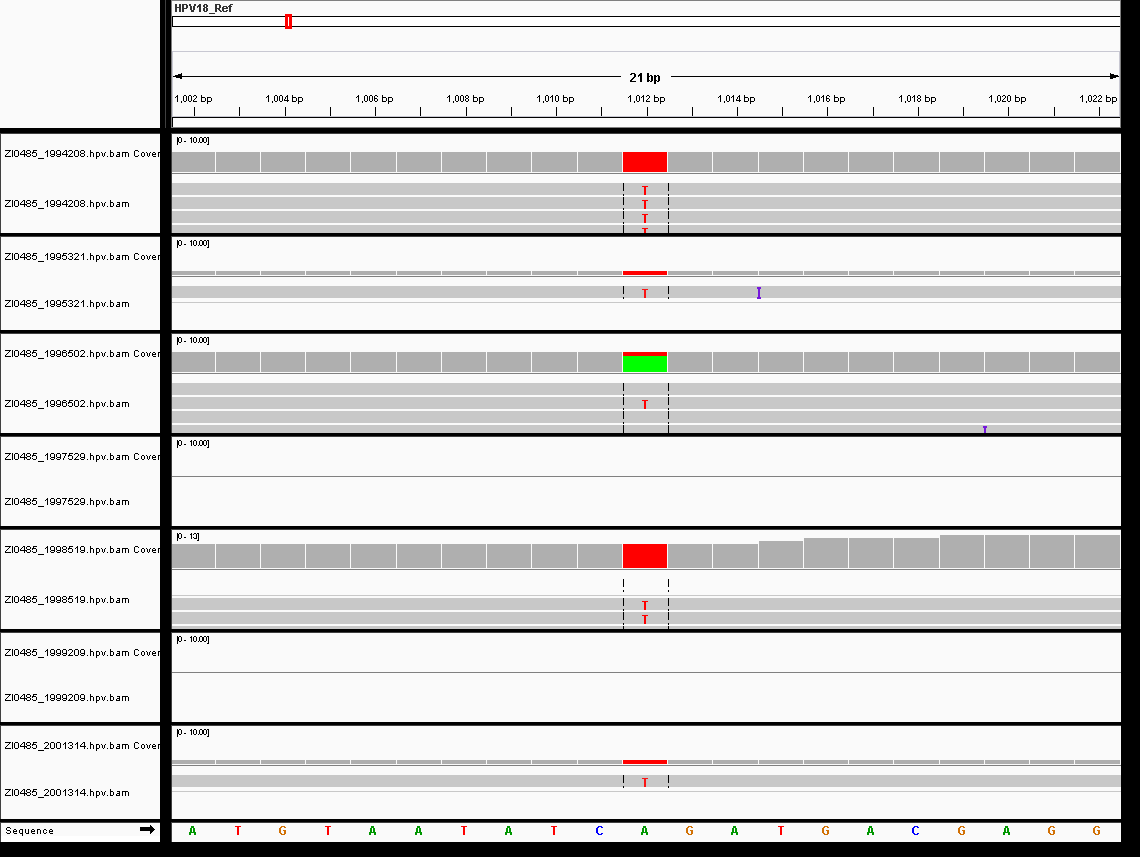 HPV18_Ref
21 bp
1,002 bp 1,004 bp 1,006 bp 1,008 bp 1,010 bp 1,012 bp 1,014 bp 1,016 bp 1,018 bp 1,020 bp 1,022 bp
[0 - 10.00]
ZI0485_1994208.hpv.bam Cover
ZI0485_1994208.hpv.bam
T
T
T
T
[0 - 10.00]
ZI0485_1995321.hpv.bam Cover
ZI0485_1995321.hpv.bam
T
[0 - 10.00]
ZI0485_1996502.hpv.bam Cover
ZI0485_1996502.hpv.bam
T
[0 - 10.00]
ZI0485_1997529.hpv.bam Cover
ZI0485_1997529.hpv.bam
[0 - 13]
ZI0485_1998519.hpv.bam Cover
ZI0485_1998519.hpv.bam
T
T
[0 - 10.00]
ZI0485_1999209.hpv.bam Cover
ZI0485_1999209.hpv.bam
[0 - 10.00]
ZI0485_2001314.hpv.bam Cover
ZI0485_2001314.hpv.bam
T
Sequence A T G T A A T A T C A G A T G A C G A G G